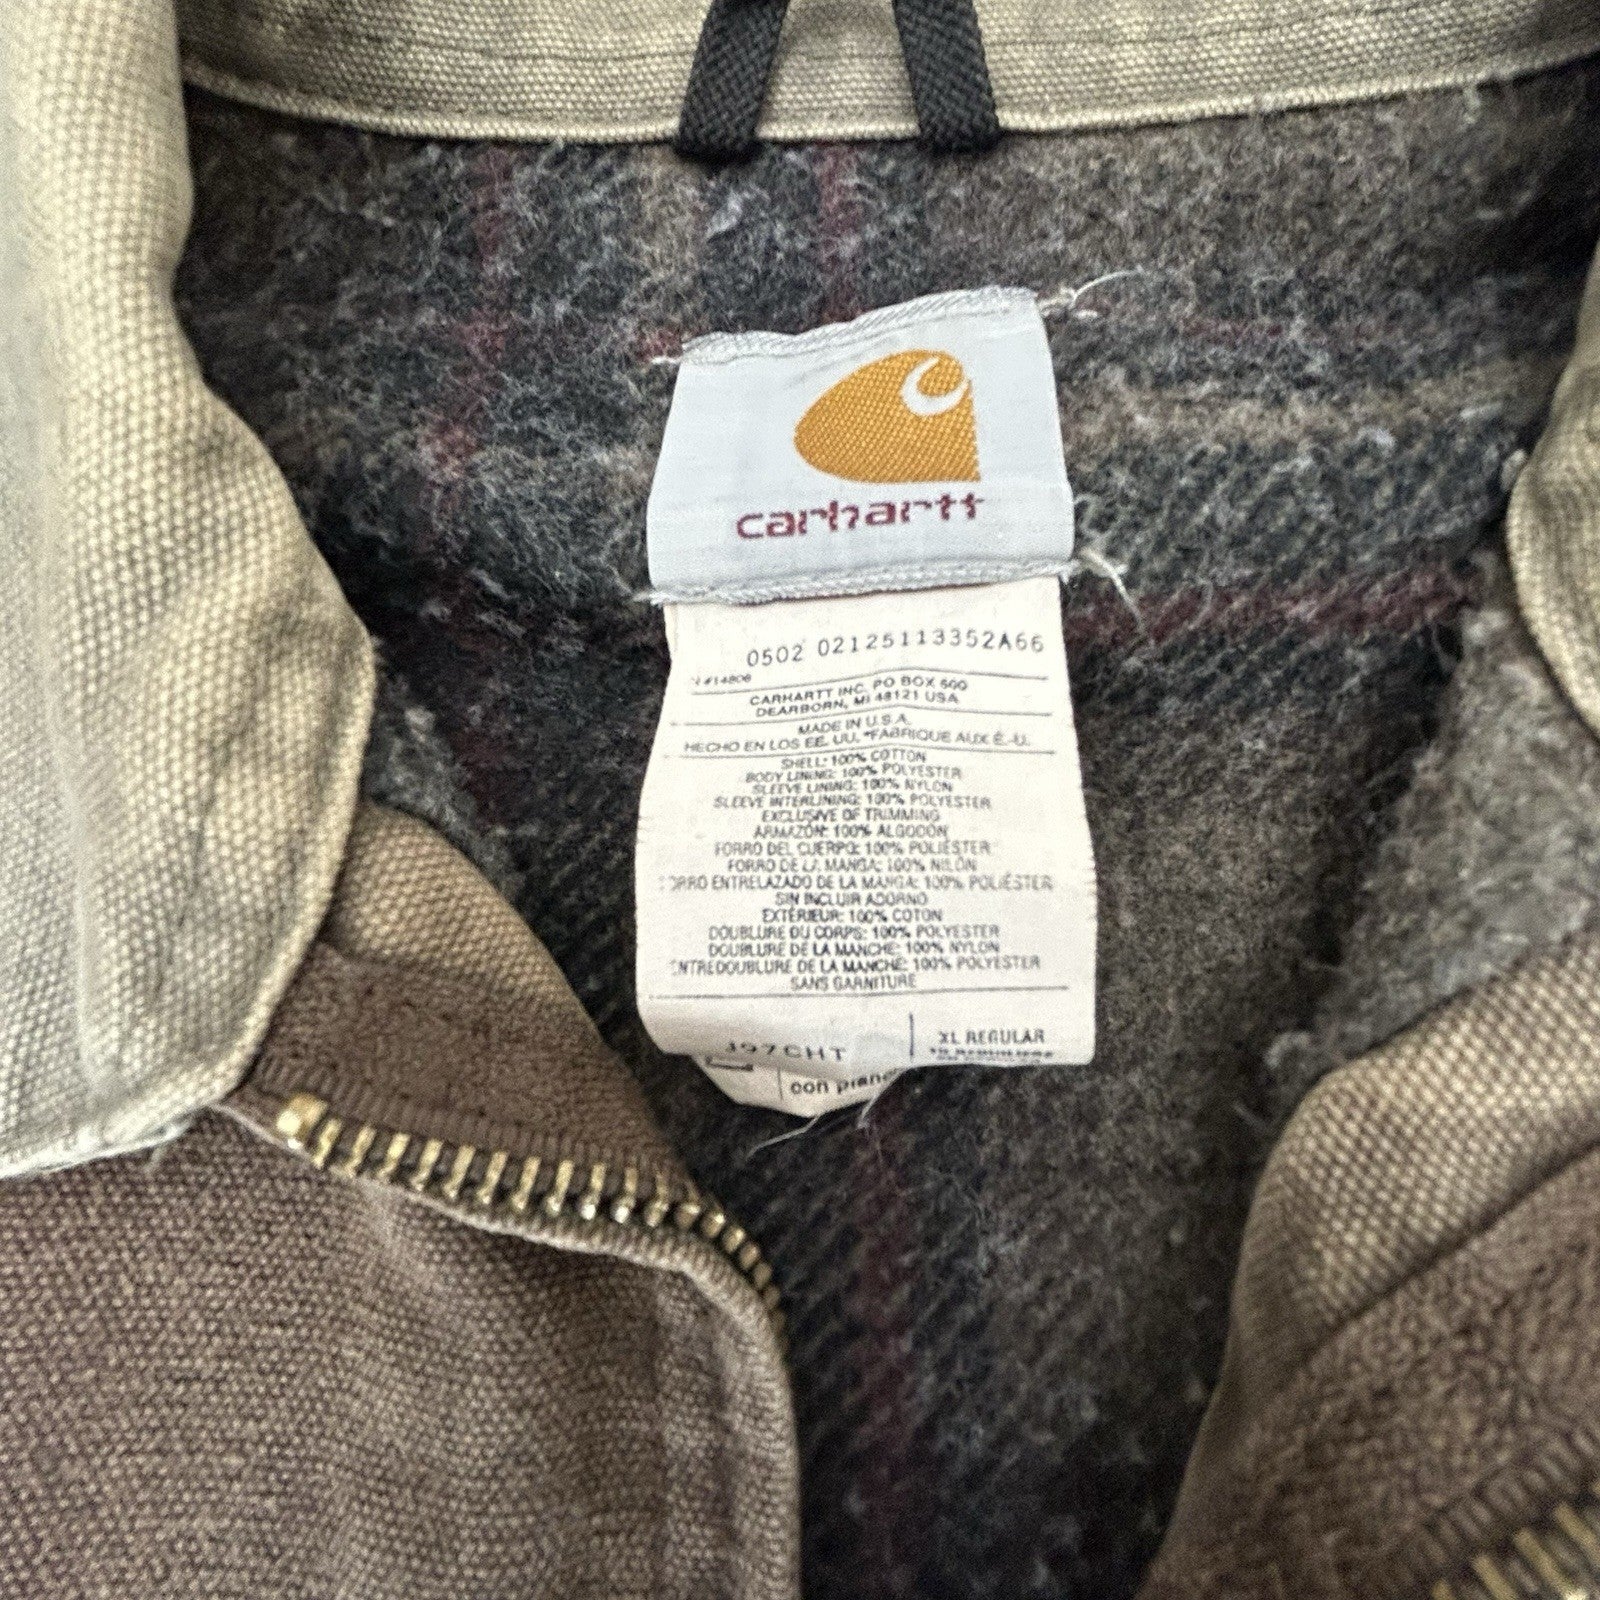 carhartt
0502 02125113352A66
#14806
CARHARTT INC, PO BOX 600
DEARBORN, MI 48121 USA
MADE IN U.S.A.
HECHO EN LOS EE. UU. *FABRIQUE AUX É.-U.
SHELL: 100% COTTON
BODY LINING: 100% POLYESTER
SLEEVE LINING: 100% NYLON
SLEEVE INTERLINING: 100% POLYESTER
EXCLUSIVE OF TRIMMING
ARMAZÓN: 100% ALGODÓN
FORRO DEL CUERPO: 100% POLIÉSTER
FORRO DE LA MANGA: 100% NILÓN
FORRO ENTRELAZADO DE LA MANGA: 100% POLIÉSTER
SIN INCLUIR ADORNO
EXTÉRIEUR: 100% COTON
DOUBLURE DU CORPS: 100% POLYESTER
DOUBLURE DE LA MANCHE: 100% NYLON
ENTREDOUBLURE DE LA MANCHE: 100% POLYESTER
SANS GARNITURE
J97CHT XL REGULAR
con